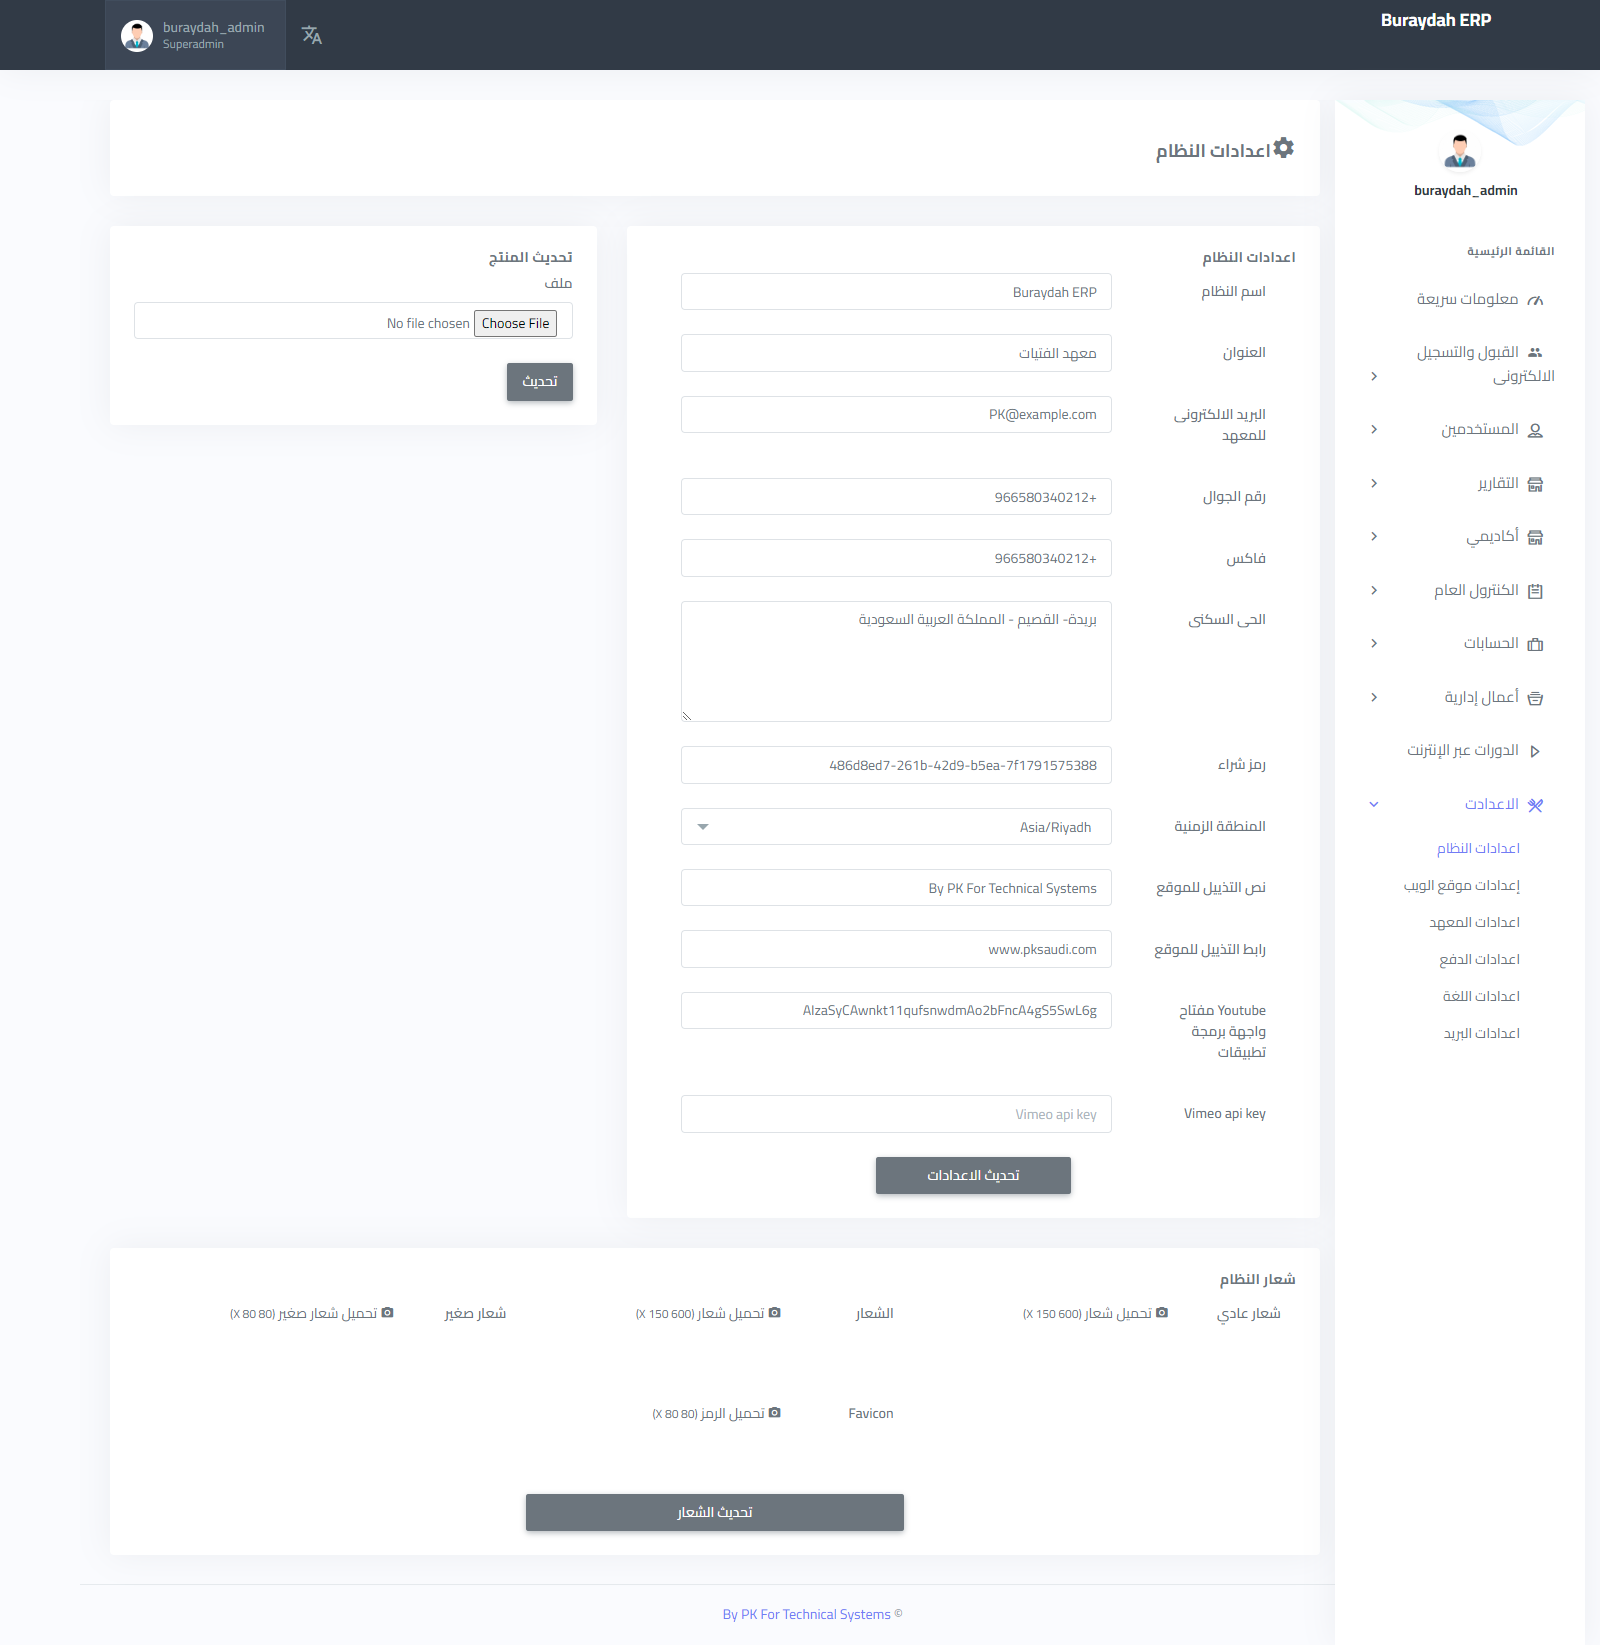 Buraydah ERP
buraydah_admin
Superadmin
buraydah_admin
القائمة الرئيسية
معلومات سريعة
القبول والتسجيل
الالكترونى
المستخدمين
التقارير
أكاديمي
الكنترول العام
الحسابات
أعمال إدارية
الدورات عبر الإنترنت
الاعدادت
اعدادات النظام
إعدادات موقع الويب
اعدادات المعهد
اعدادات الدفع
اعدادات اللغة
اعدادات البريد
اعدادات النظام
اعدادات النظام
اسم النظام
Buraydah ERP
العنوان
معهد الفتيات
البريد الالكترونى
للمعهد
PK@example.com
رقم الجوال
966580340212+
فاكس
966580340212+
الحى السكنى
بريدة- القصيم - المملكة العربية السعودية
رمز شراء
486d8ed7-261b-42d9-b5ea-7f1791575388
المنطقة الزمنية
Asia/Riyadh
نص التذييل للموقع
By PK For Technical Systems
رابط التذييل للموقع
www.pksaudi.com
Youtube مفتاح
واجهة برمجة
تطبيقات
AIzaSyCAwnkt11qufsnwdmAo2bFncA4gS5SwL6g
Vimeo api key
Vimeo api key
تحديث الاعدادات
تحديث المنتج
ملف
Choose File No file chosen
تحديث
شعار النظام
شعار عادي
تحميل شعار (600 X 150)
الشعار
تحميل شعار (600 X 150)
شعار صغير
تحميل شعار صغير (80 X 80)
Favicon
تحميل الرمز (80 X 80)
تحديث الشعار
© By PK For Technical Systems